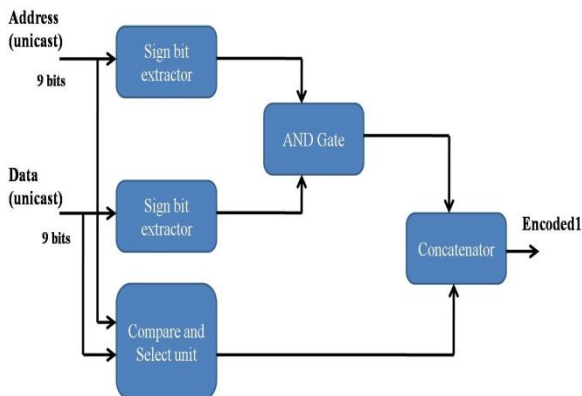 Address
(unicast)
9 bits
Sign bit
extractor
AND Gate
Data
(unicast)
9 bits
Sign bit
extractor
Concatenator
Encoded1
Compare and
Select unit